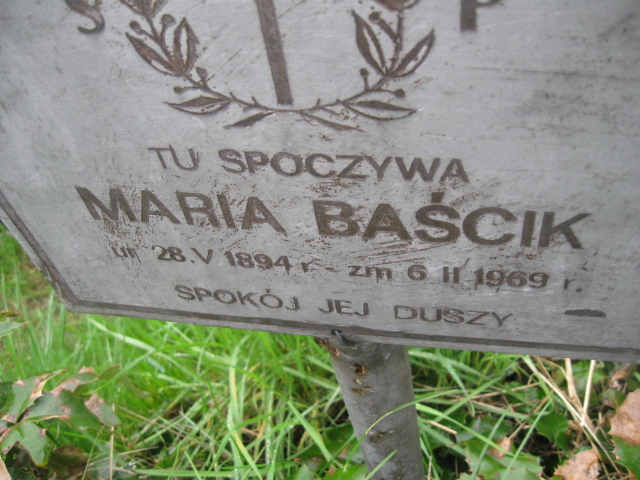 Ś P
TU SPOCZYWA
MARIA BAŚCIK
ur 28.V 1894 r - zm 6 II 1969 r.
SPOKÓJ JEJ DUSZY